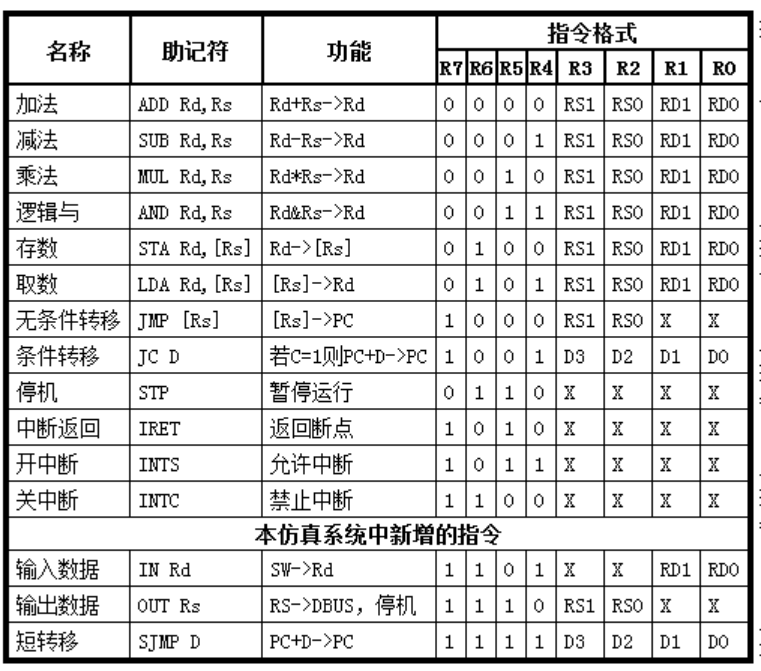 名称 助记符 功能 指令格式
R7 R6 R5 R4 R3 R2 R1 R0
加法 ADD Rd,Rs Rd+Rs->Rd 0 0 0 0 RS1 RS0 RD1 RD0
减法 SUB Rd,Rs Rd-Rs->Rd 0 0 0 1 RS1 RS0 RD1 RD0
乘法 MUL Rd,Rs Rd*Rs->Rd 0 0 1 0 RS1 RS0 RD1 RD0
逻辑与 AND Rd,Rs Rd&Rs->Rd 0 0 1 1 RS1 RS0 RD1 RD0
存数 STA Rd,[Rs] Rd->[Rs] 0 1 0 0 RS1 RS0 RD1 RD0
取数 LDA Rd,[Rs] [Rs]->Rd 0 1 0 1 RS1 RS0 RD1 RD0
无条件转移 JMP [Rs] [Rs]->PC 1 0 0 0 RS1 RS0 X X
条件转移 JC D 若C=1则PC+D->PC 1 0 0 1 D3 D2 D1 D0
停机 STP 暂停运行 0 1 1 0 X X X X
中断返回 IRET 返回断点 1 0 1 0 X X X X
开中断 INTS 允许中断 1 0 1 1 X X X X
关中断 INTC 禁止中断 1 1 0 0 X X X X
本仿真系统中新增的指令
输入数据 IN Rd SW->Rd 1 1 0 1 X X RD1 RD0
输出数据 OUT Rs RS->DBUS，停机 1 1 1 0 RS1 RS0 X X
短转移 SJMP D PC+D->PC 1 1 1 1 D3 D2 D1 D0